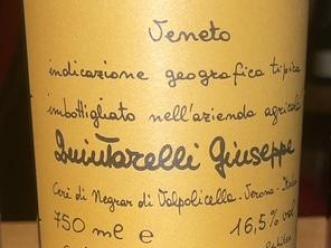 Veneto
indicazione geografica tipica
imbottigliato nell'azienda agricola
Quintarelli Giuseppe
Cerè di Negrar di Valpolicella - Verona - Italia
750 ml e 16,5% vol